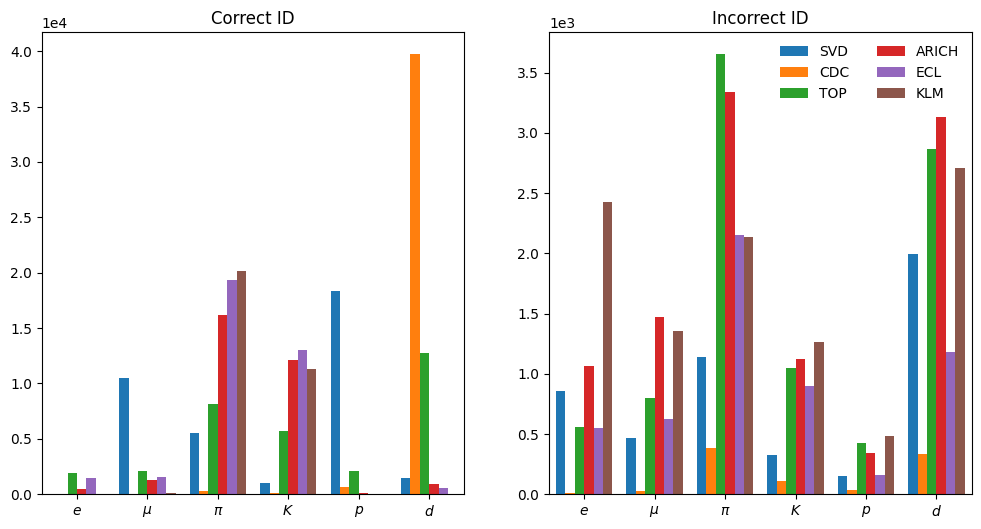 Correct ID
1e4
4.0
3.5
3.0
2.5
2.0
1.5
1.0
0.5
0.0
e μ π K p d
Incorrect ID
1e3
SVD ARICH
CDC ECL
TOP KLM
3.5
3.0
2.5
2.0
1.5
1.0
0.5
0.0
e μ π K p d